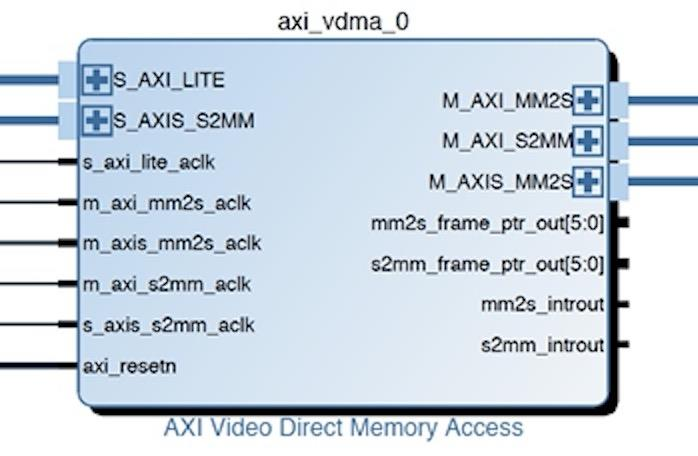 axi_vdma_0
S_AXI_LITE
S_AXIS_S2MM
s_axi_lite_aclk
m_axi_mm2s_aclk
m_axis_mm2s_aclk
m_axi_s2mm_aclk
s_axis_s2mm_aclk
axi_resetn
M_AXI_MM2S
M_AXI_S2MM
M_AXIS_MM2S
mm2s_frame_ptr_out[5:0]
s2mm_frame_ptr_out[5:0]
mm2s_introut
s2mm_introut
AXI Video Direct Memory Access